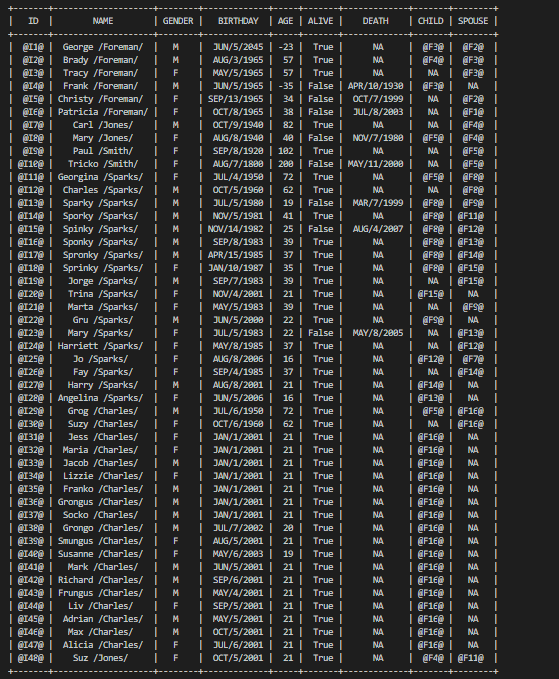 +-------+--------------------+--------+-------------+-----+-------+-------------+--------+--------+
| ID | NAME | GENDER | BIRTHDAY | AGE | ALIVE | DEATH | CHILD | SPOUSE |
+-------+--------------------+--------+-------------+-----+-------+-------------+--------+--------+
| @I1@ | George /Foreman/ | M | JUN/5/2045 | -23 | True | NA | @F3@ | @F2@ |
| @I2@ | Brady /Foreman/ | M | AUG/3/1965 | 57 | True | NA | @F4@ | @F3@ |
| @I3@ | Tracy /Foreman/ | F | MAY/5/1965 | 57 | True | NA | NA | @F3@ |
| @I4@ | Frank /Foreman/ | M | JUN/5/1965 | -35 | False | APR/10/1930 | @F3@ | NA |
| @I5@ | Christy /Foreman/ | F | SEP/13/1965 | 34 | False | OCT/7/1999 | NA | @F2@ |
| @I6@ | Patricia /Foreman/ | F | OCT/8/1965 | 38 | False | JUL/8/2003 | NA | @F1@ |
| @I7@ | Carl /Jones/ | M | OCT/9/1940 | 82 | True | NA | NA | @F4@ |
| @I8@ | Mary /Jones/ | F | AUG/8/1940 | 40 | False | NOV/7/1980 | @F5@ | @F4@ |
| @I9@ | Paul /Smith/ | M | SEP/8/1920 | 102 | True | NA | NA | @F5@ |
| @I10@ | Tricko /Smith/ | F | AUG/7/1800 | 200 | False | MAY/11/2000 | NA | @F5@ |
| @I11@ | Georgina /Sparks/ | F | JUL/4/1950 | 72 | True | NA | @F5@ | @F8@ |
| @I12@ | Charles /Sparks/ | M | OCT/5/1960 | 62 | True | NA | NA | @F8@ |
| @I13@ | Sparky /Sparks/ | M | JUL/5/1980 | 19 | False | MAR/7/1999 | @F8@ | @F9@ |
| @I14@ | Sporky /Sparks/ | M | NOV/5/1981 | 41 | True | NA | @F8@ | @F11@ |
| @I15@ | Spinky /Sparks/ | M | NOV/14/1982 | 25 | False | AUG/4/2007 | @F8@ | @F12@ |
| @I16@ | Sponky /Sparks/ | M | SEP/8/1983 | 39 | True | NA | @F8@ | @F13@ |
| @I17@ | Spronky /Sparks/ | M | APR/15/1985 | 37 | True | NA | @F8@ | @F14@ |
| @I18@ | Sprinky /Sparks/ | F | JAN/10/1987 | 35 | True | NA | @F8@ | @F15@ |
| @I19@ | Jorge /Sparks/ | M | SEP/7/1983 | 39 | True | NA | NA | @F15@ |
| @I20@ | Trina /Sparks/ | F | NOV/4/2001 | 21 | True | NA | @F15@ | NA |
| @I21@ | Marta /Sparks/ | F | MAY/5/1983 | 39 | True | NA | NA | @F9@ |
| @I22@ | Gru /Sparks/ | M | JUN/5/2000 | 22 | True | NA | @F9@ | NA |
| @I23@ | Mary /Sparks/ | F | JUL/5/1983 | 22 | False | MAY/8/2005 | NA | @F13@ |
| @I24@ | Harriett /Sparks/ | F | MAY/8/1985 | 37 | True | NA | NA | @F12@ |
| @I25@ | Jo /Sparks/ | F | AUG/8/2006 | 16 | True | NA | @F12@ | @F7@ |
| @I26@ | Fay /Sparks/ | F | SEP/4/1985 | 37 | True | NA | NA | @F14@ |
| @I27@ | Harry /Sparks/ | M | AUG/8/2001 | 21 | True | NA | @F14@ | NA |
| @I28@ | Angelina /Sparks/ | F | JUN/5/2006 | 16 | True | NA | @F13@ | NA |
| @I29@ | Grog /Charles/ | M | JUL/6/1950 | 72 | True | NA | @F5@ | @F16@ |
| @I30@ | Suzy /Charles/ | F | OCT/6/1960 | 62 | True | NA | NA | @F16@ |
| @I31@ | Jess /Charles/ | F | JAN/1/2001 | 21 | True | NA | @F16@ | NA |
| @I32@ | Maria /Charles/ | F | JAN/1/2001 | 21 | True | NA | @F16@ | NA |
| @I33@ | Jacob /Charles/ | M | JAN/1/2001 | 21 | True | NA | @F16@ | NA |
| @I34@ | Lizzie /Charles/ | F | JAN/1/2001 | 21 | True | NA | @F16@ | NA |
| @I35@ | Franko /Charles/ | M | JAN/1/2001 | 21 | True | NA | @F16@ | NA |
| @I36@ | Grongus /Charles/ | M | JAN/1/2001 | 21 | True | NA | @F16@ | NA |
| @I37@ | Socko /Charles/ | M | JAN/1/2001 | 21 | True | NA | @F16@ | NA |
| @I38@ | Grongo /Charles/ | M | JUL/7/2002 | 20 | True | NA | @F16@ | NA |
| @I39@ | Smungus /Charles/ | F | AUG/5/2001 | 21 | True | NA | @F16@ | NA |
| @I40@ | Susanne /Charles/ | F | MAY/6/2003 | 19 | True | NA | @F16@ | NA |
| @I41@ | Mark /Charles/ | M | JUN/5/2001 | 21 | True | NA | @F16@ | NA |
| @I42@ | Richard /Charles/ | M | SEP/6/2001 | 21 | True | NA | @F16@ | NA |
| @I43@ | Frungus /Charles/ | M | MAY/4/2001 | 21 | True | NA | @F16@ | NA |
| @I44@ | Liv /Charles/ | F | SEP/5/2001 | 21 | True | NA | @F16@ | NA |
| @I45@ | Adrian /Charles/ | M | MAY/5/2001 | 21 | True | NA | @F16@ | NA |
| @I46@ | Max /Charles/ | M | OCT/5/2001 | 21 | True | NA | @F16@ | NA |
| @I47@ | Alicia /Charles/ | F | JUL/6/2001 | 21 | True | NA | @F16@ | NA |
| @I48@ | Suz /Jones/ | F | OCT/5/2001 | 21 | True | NA | @F4@ | @F11@ |
+-------+--------------------+--------+-------------+-----+-------+-------------+--------+--------+